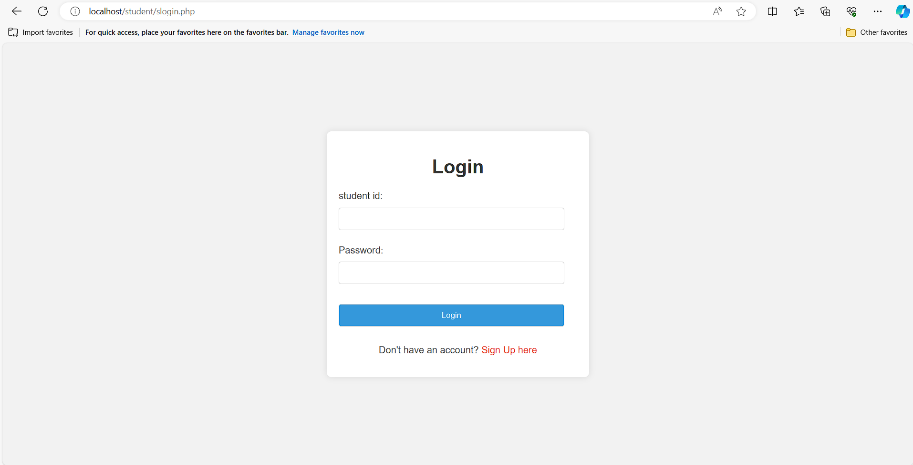 localhost/student/slogin.php
Import favorites For quick access, place your favorites here on the favorites bar. Manage favorites now Other favorites
Login
student id:
Password:
Login
Don't have an account? Sign Up here